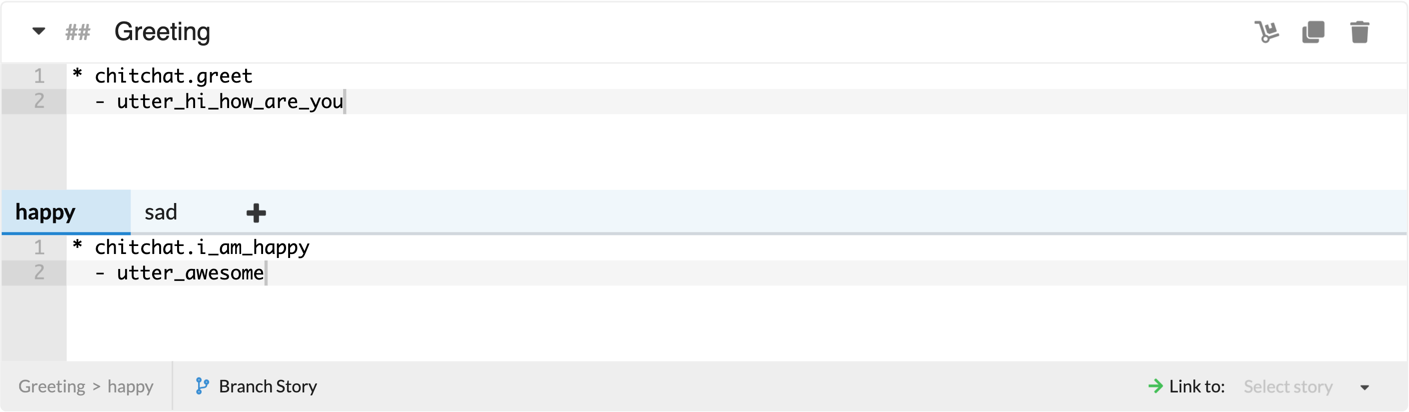 ## Greeting
1 * chitchat.greet
2 - utter_hi_how_are_you
happy sad
1 * chitchat.i_am_happy
2 - utter_awesome
Greeting > happy Branch Story Link to: Select story